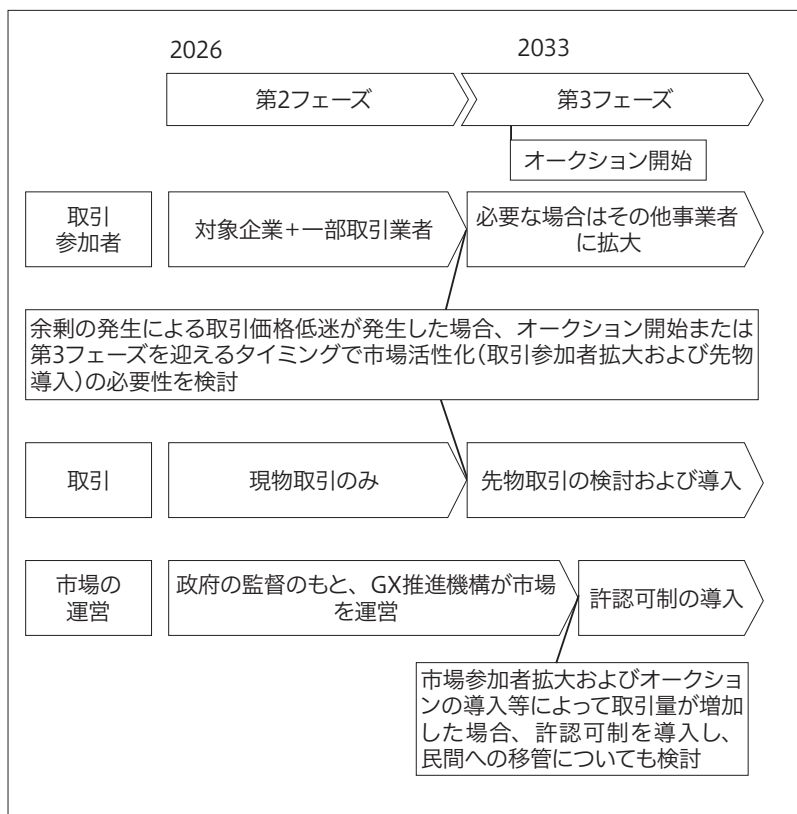 2026
2033
第2フェーズ
第3フェーズ
オークション開始
取引
参加者
対象企業+一部取引業者
必要な場合はその他事業者
に拡大
余剰の発生による取引価格低迷が発生した場合、オークション開始または
第3フェーズを迎えるタイミングで市場活性化(取引参加者拡大および先物
導入)の必要性を検討
取引
現物取引のみ
先物取引の検討および導入
市場の
運営
政府の監督のもと、GX推進機構が市場
を運営
許認可制の導入
市場参加者拡大およびオークショ
ンの導入等によって取引量が増加
した場合、許認可制を導入し、
民間への移管についても検討